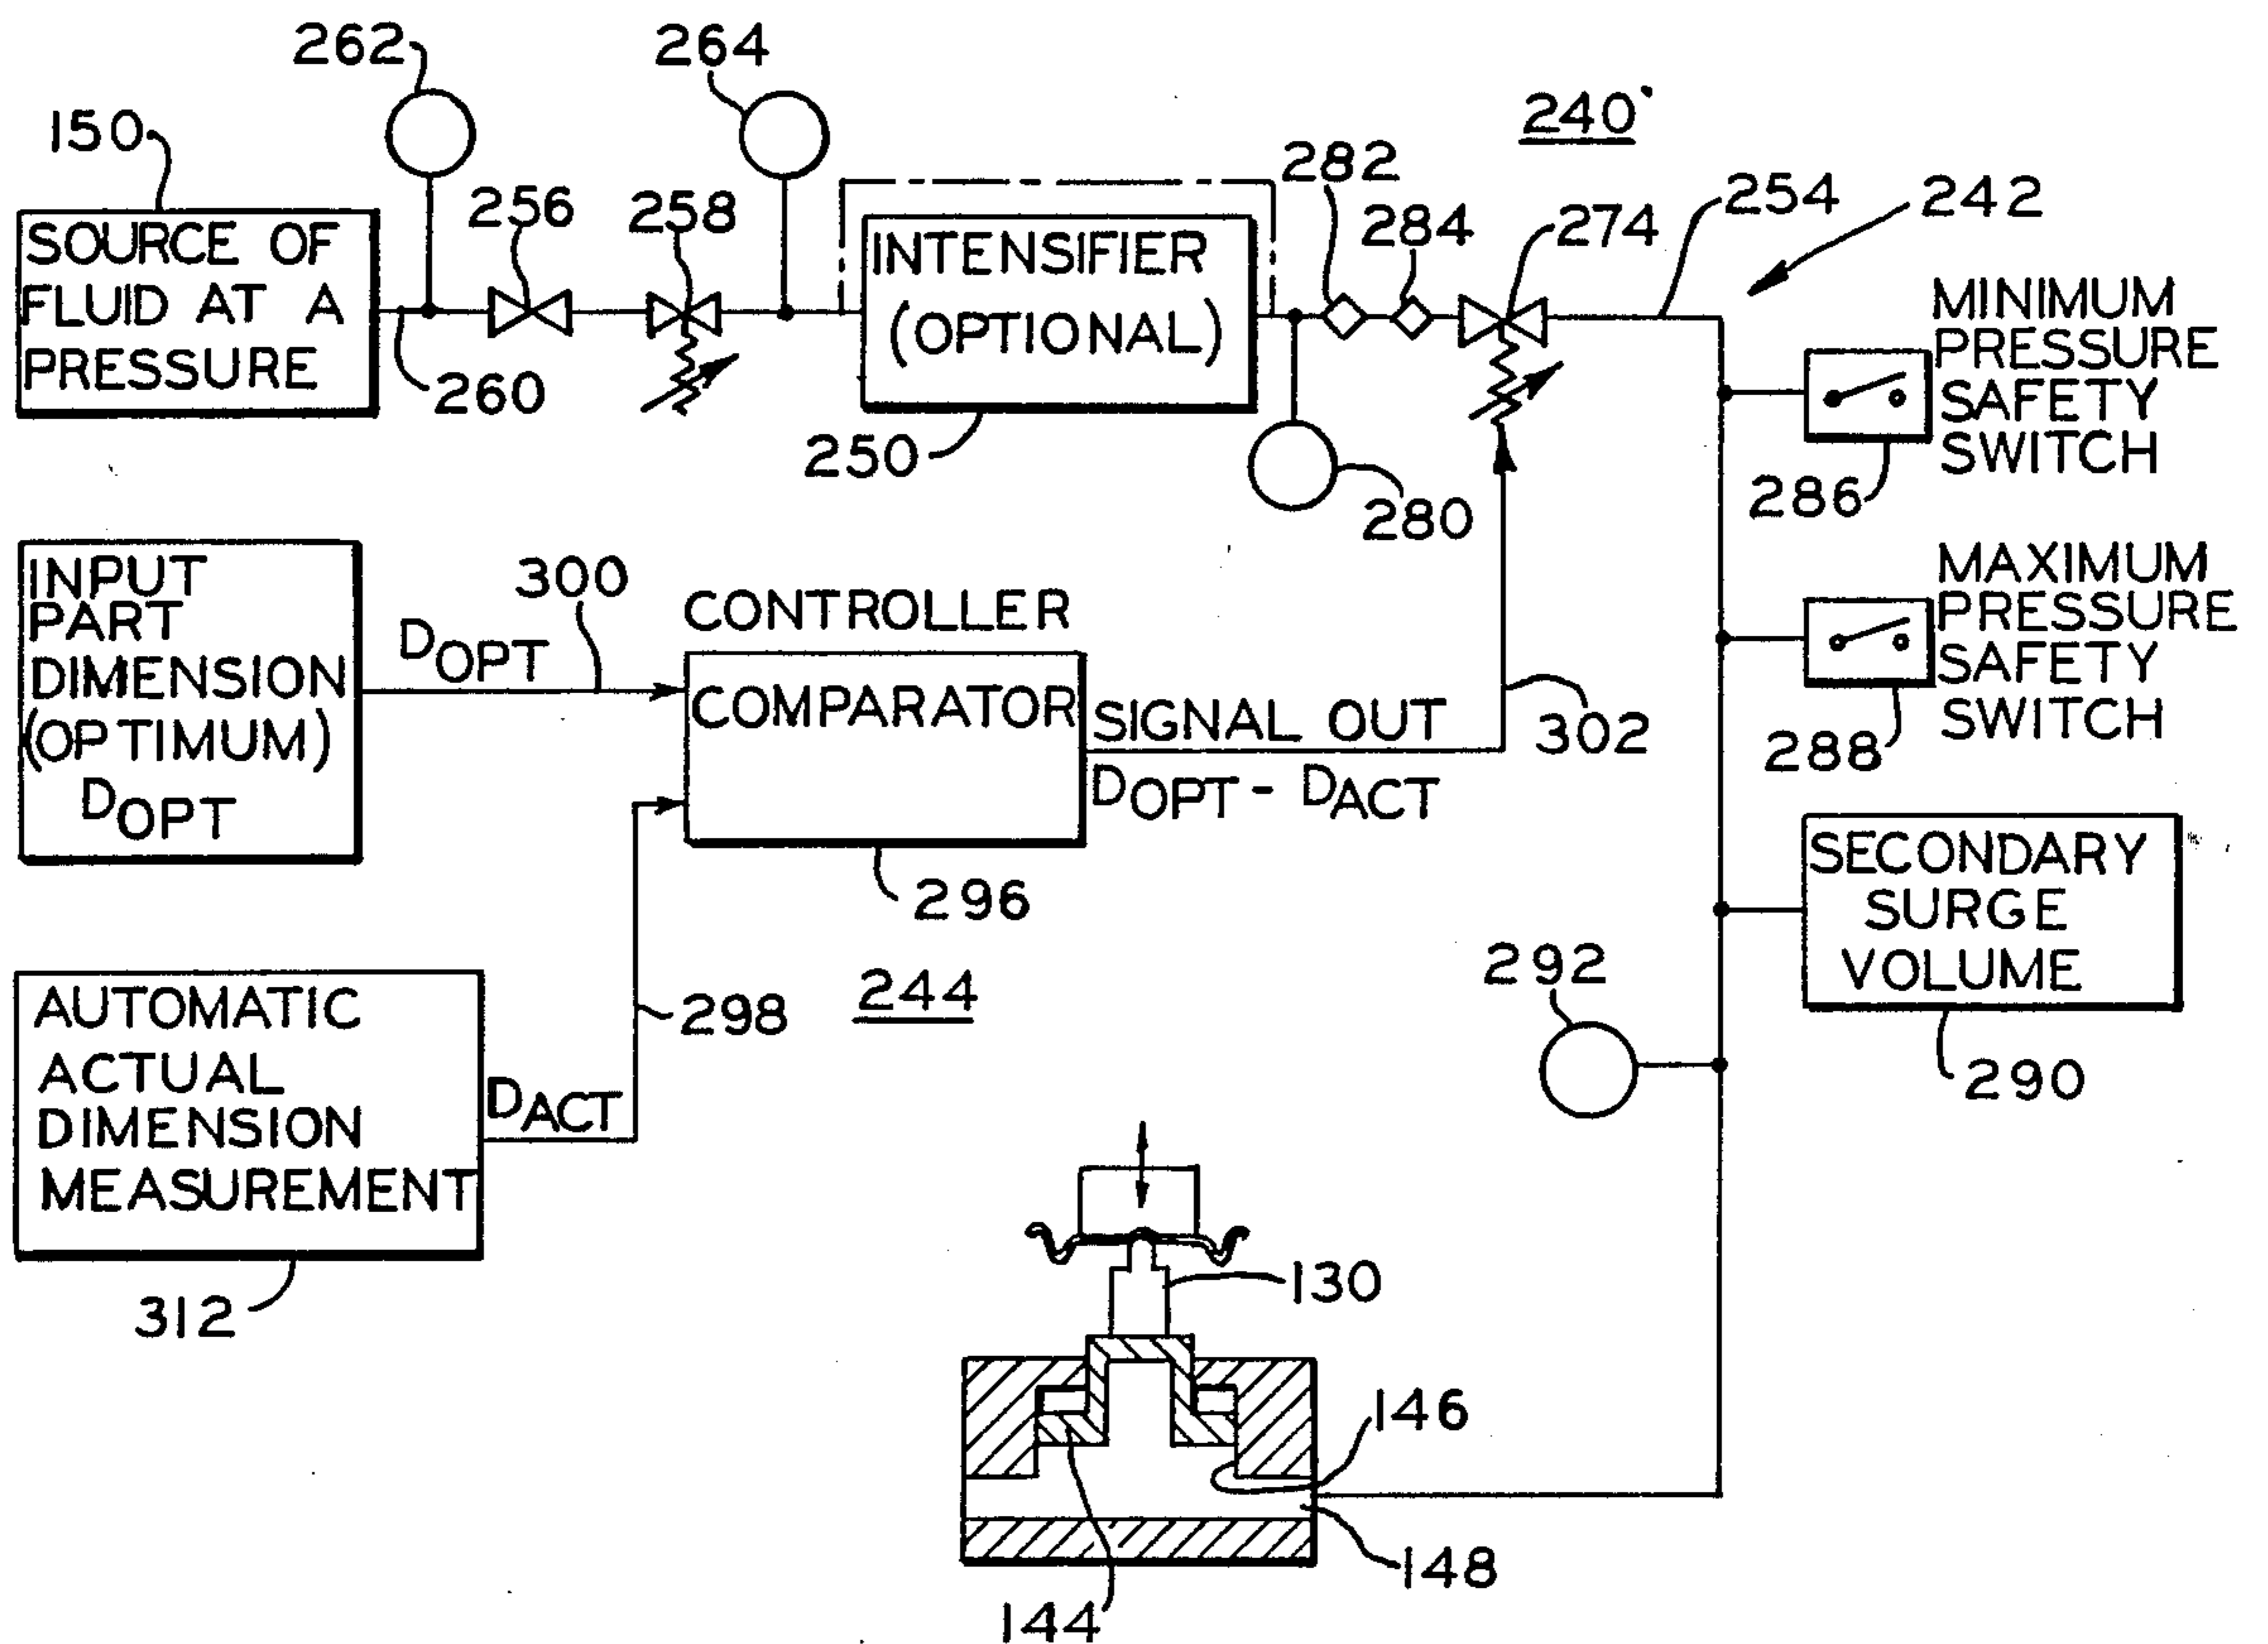 262
264
240'
150
282
256
258
284
274
254
242
SOURCE OF
FLUID AT A
PRESSURE
260
INTENSIFIER
(OPTIONAL)
250
280
MINIMUM
PRESSURE
SAFETY
SWITCH
286
INPUT
PART
DIMENSION
(OPTIMUM)
DOPT
DOPT
300
CONTROLLER
COMPARATOR
SIGNAL OUT
DOPT - DACT
302
296
MAXIMUM
PRESSURE
SAFETY
SWITCH
288
SECONDARY
SURGE
VOLUME
290
292
244
298
AUTOMATIC
ACTUAL
DIMENSION
MEASUREMENT
DACT
312
130
146
148
144